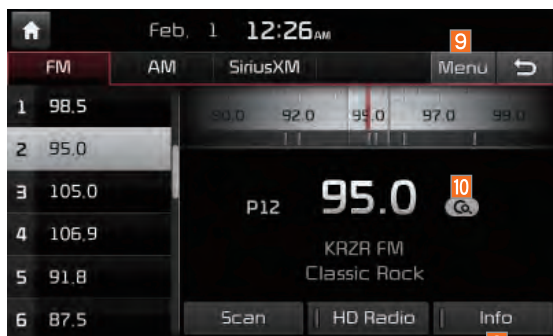 Feb. 1 12:26 AM
9
FM AM SiriusXM Menu
1 98.5
2 95.0
3 105.0
4 106.9
5 91.8
6 87.5
90.0 92.0 95.0 97.0 99.0
10
P12 95.0
KRZR FM
Classic Rock
Scan HD Radio Info